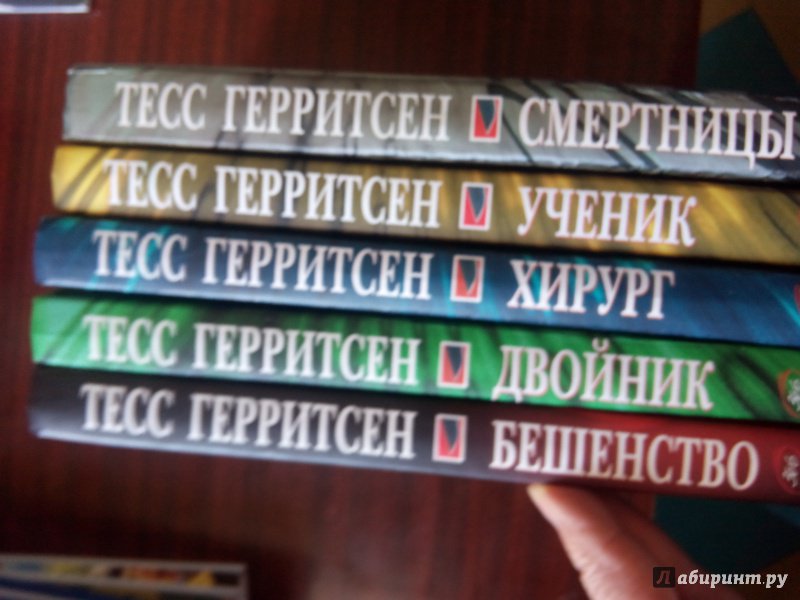 ТЕСС ГЕРРИТСЕН СМЕРТНИЦЫ
ТЕСС ГЕРРИТСЕН УЧЕНИК
ТЕСС ГЕРРИТСЕН ХИРУРГ
ТЕСС ГЕРРИТСЕН ДВОЙНИК
ТЕСС ГЕРРИТСЕН БЕШЕНСТВО
Лабиринт.ру